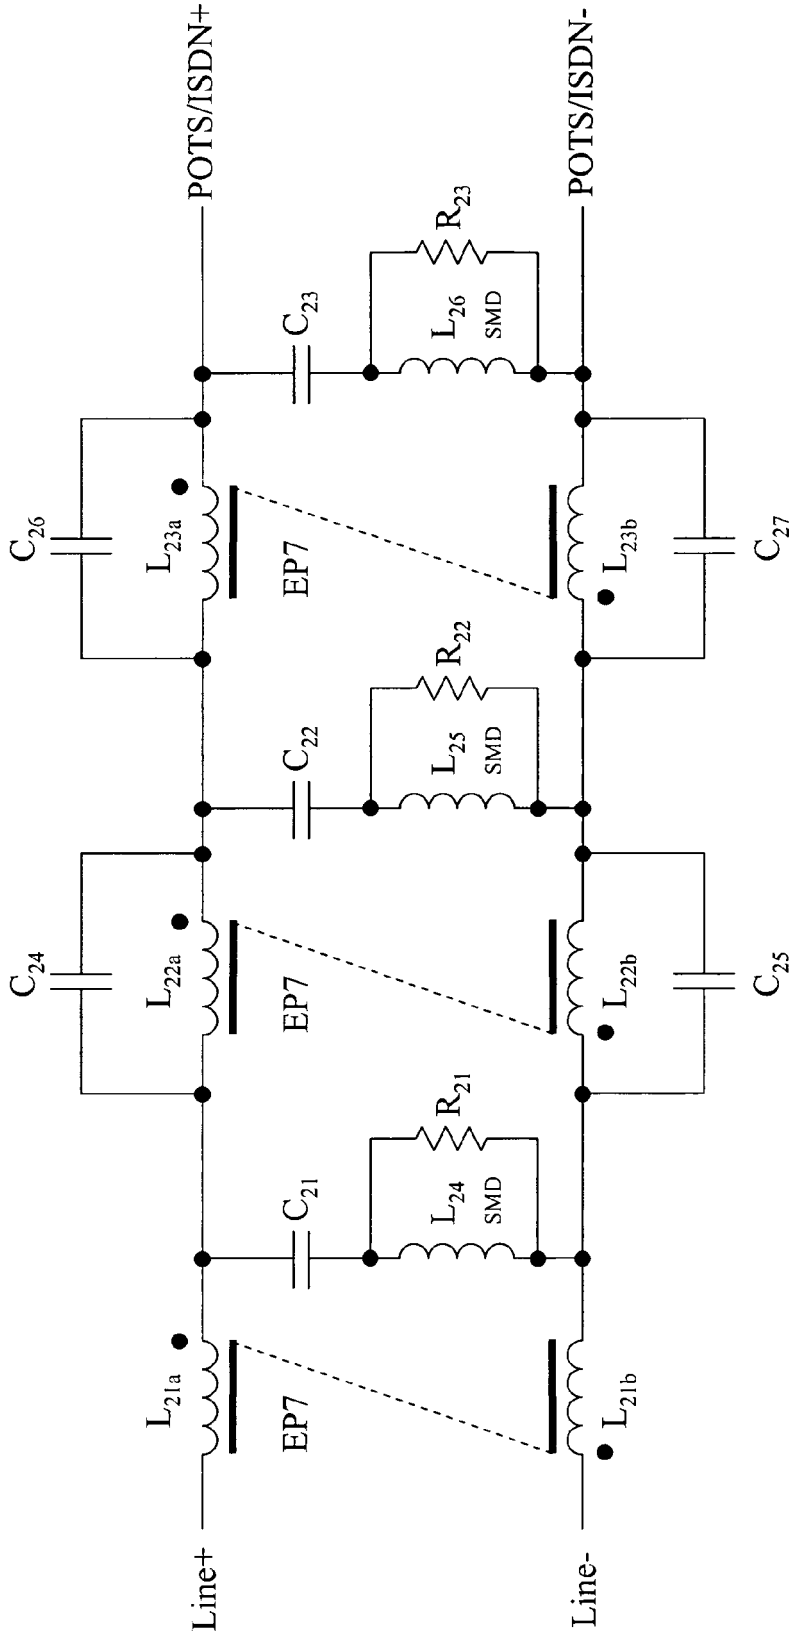 Line+
L21a
EP7
C21
L24
SMD
R21
C24
L22a
EP7
C22
L25
SMD
R22
C26
L23a
EP7
C23
L26
SMD
R23
POTS/ISDN+
Line-
L21b
L22b
C25
L23b
C27
POTS/ISDN-